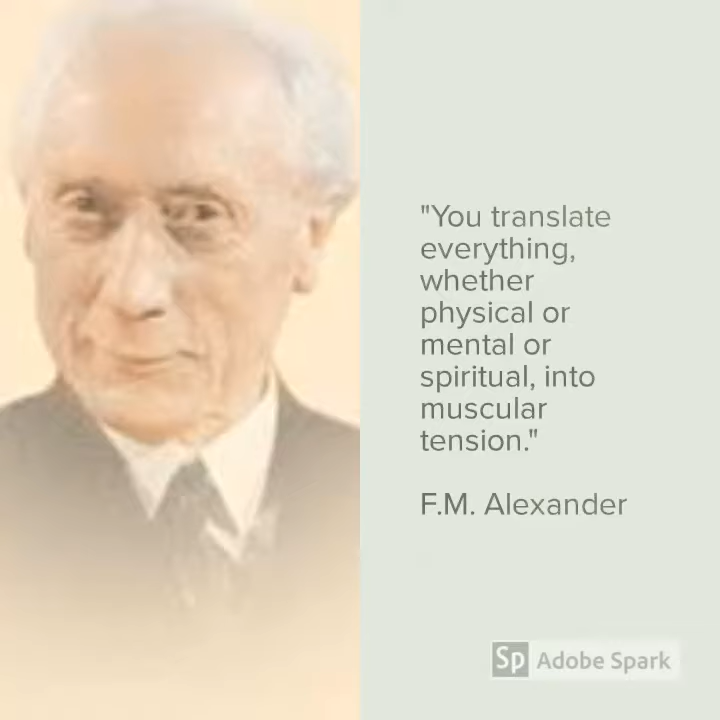 "You translate
everything,
whether
physical or
mental or
spiritual, into
muscular
tension."
F.M. Alexander
Sp Adobe Spark